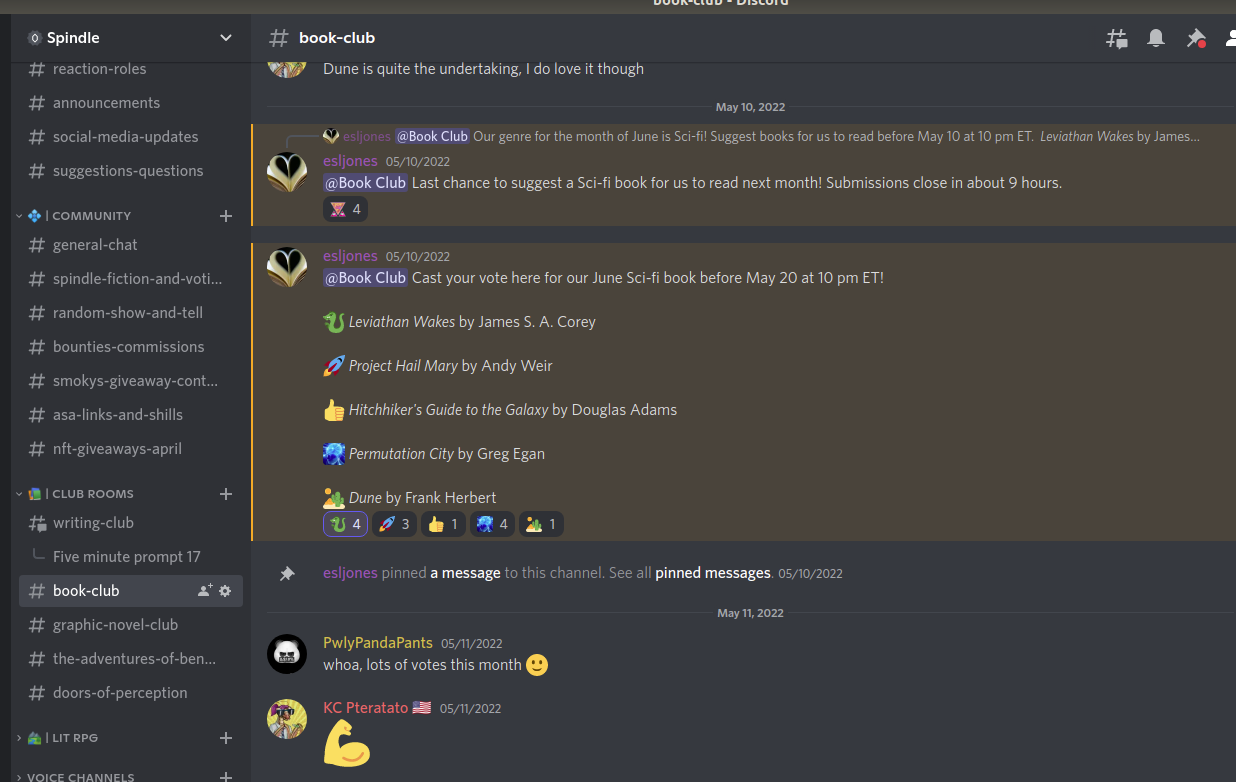 book-club - Discord
Spindle
reaction-roles
# announcements
# social-media-updates
# suggestions-questions
| COMMUNITY
# general-chat
# spindle-fiction-and-voti...
# random-show-and-tell
# bounties-commissions
# smokys-giveaway-cont...
# asa-links-and-shills
# nft-giveaways-april
| CLUB ROOMS
# writing-club
Five minute prompt 17
# book-club
# graphic-novel-club
# the-adventures-of-ben...
# doors-of-perception
| LIT RPG
VOICE CHANNELS
# book-club
Dune is quite the undertaking, I do love it though
May 10, 2022
esljones @Book Club Our genre for the month of June is Sci-fi! Suggest books for us to read before May 10 at 10 pm ET. Leviathan Wakes by James...
esljones 05/10/2022
@Book Club Last chance to suggest a Sci-fi book for us to read next month! Submissions close in about 9 hours.
4
esljones 05/10/2022
@Book Club Cast your vote here for our June Sci-fi book before May 20 at 10 pm ET!
Leviathan Wakes by James S. A. Corey
Project Hail Mary by Andy Weir
Hitchhiker's Guide to the Galaxy by Douglas Adams
Permutation City by Greg Egan
Dune by Frank Herbert
4 3 1 4 1
esljones pinned a message to this channel. See all pinned messages. 05/10/2022
May 11, 2022
PwlyPandaPants 05/11/2022
whoa, lots of votes this month 🙂
KC Pteratato 🇺🇸 05/11/2022
💪